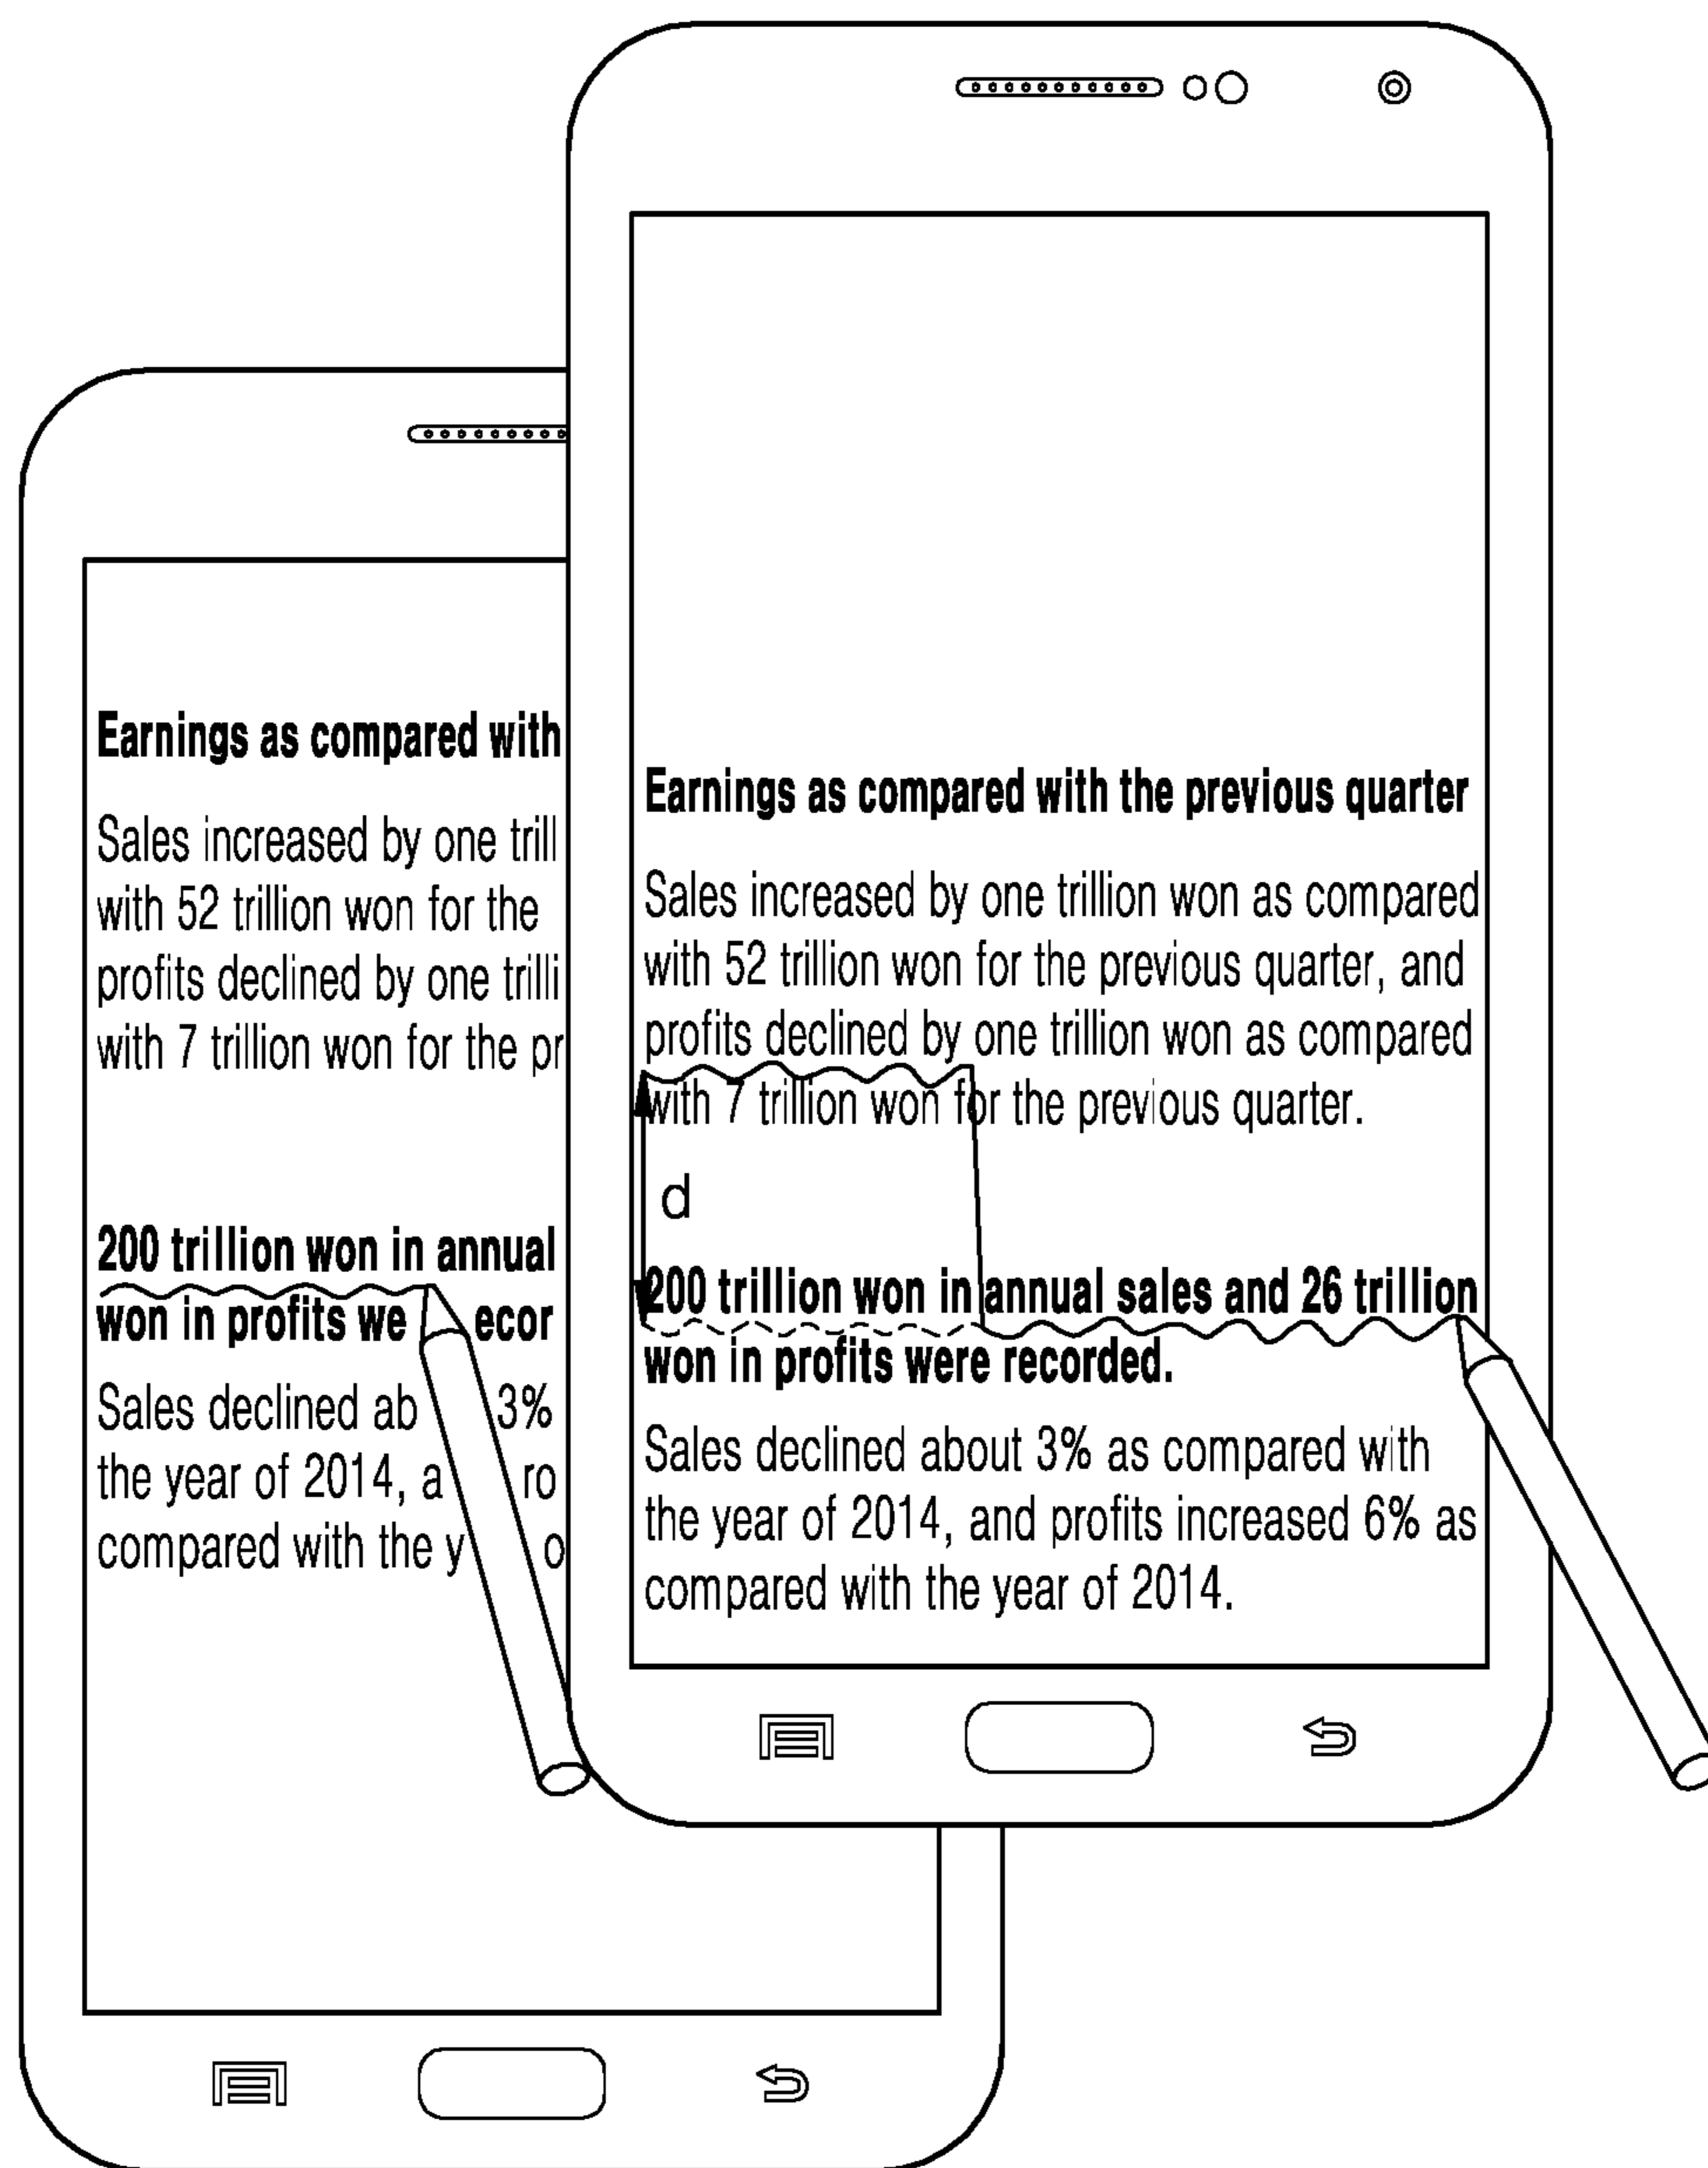 Earnings as compared with
Sales increased by one trill
with 52 trillion won for the
profits declined by one trilli
with 7 trillion won for the pr
200 trillion won in annual
won in profits we ecor
Sales declined ab 3%
the year of 2014, a ro
compared with the y o
Earnings as compared with the previous quarter
Sales increased by one trillion won as compared
with 52 trillion won for the previous quarter, and
profits declined by one trillion won as compared
with 7 trillion won for the previous quarter.
d
200 trillion won in annual sales and 26 trillion
won in profits were recorded.
Sales declined about 3% as compared with
the year of 2014, and profits increased 6% as
compared with the year of 2014.